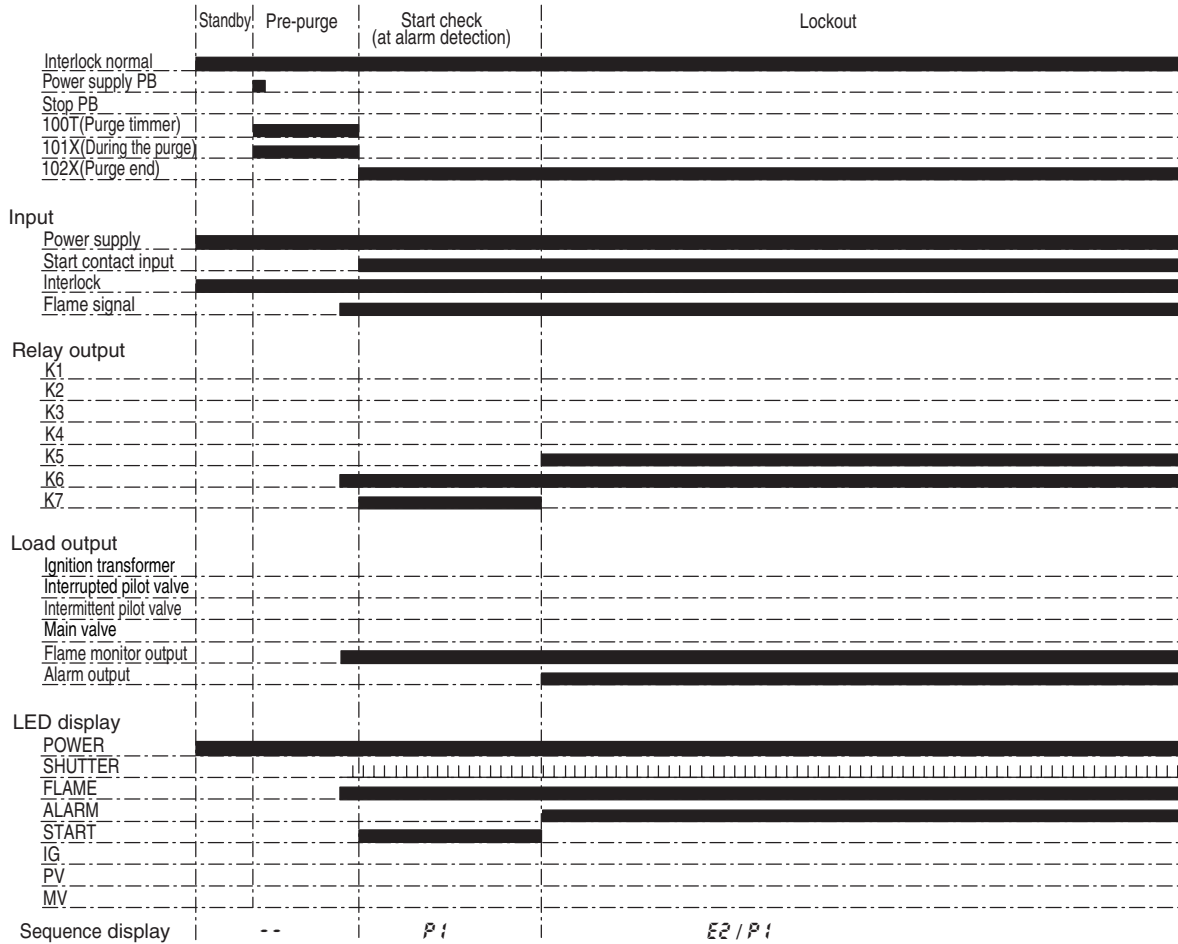 Standby Pre-purge Start check Lockout
(at alarm detection)
Interlock normal
Power supply PB
Stop PB
100T(Purge timmer)
101X(During the purge)
102X(Purge end)
Input
Power supply
Start contact input
Interlock
Flame signal
Relay output
K1
K2
K3
K4
K5
K6
K7
Load output
Ignition transformer
Interrupted pilot valve
Intermittent pilot valve
Main valve
Flame monitor output
Alarm output
LED display
POWER
SHUTTER
FLAME
ALARM
START
IG
PV
MV
Sequence display -- P1 E2 / P1